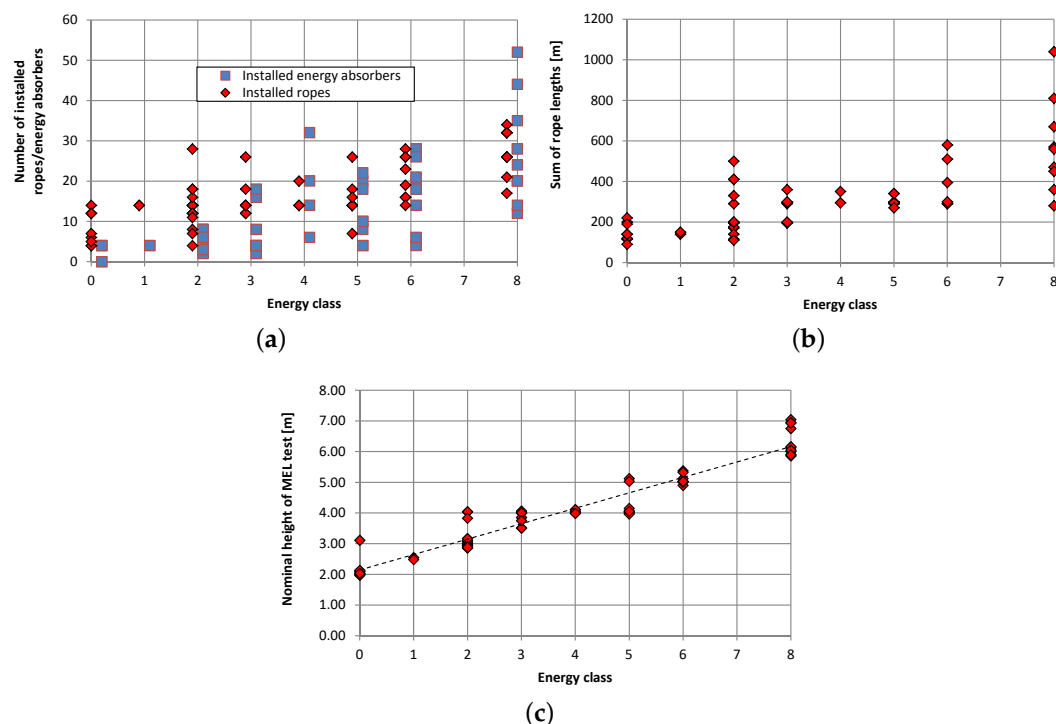 60
50
40
30
20
10
0
Number of installed
ropes/energy absorbers
Installed energy absorbers
Installed ropes
0 1 2 3 4 5 6 7 8
Energy class
(a)
1200
1000
800
600
400
200
0
Sum of rope lengths [m]
0 1 2 3 4 5 6 7 8
Energy class
(b)
8.00
7.00
6.00
5.00
4.00
3.00
2.00
1.00
0.00
Nominal height of MEL test [m]
0 1 2 3 4 5 6 7 8
Energy class
(c)